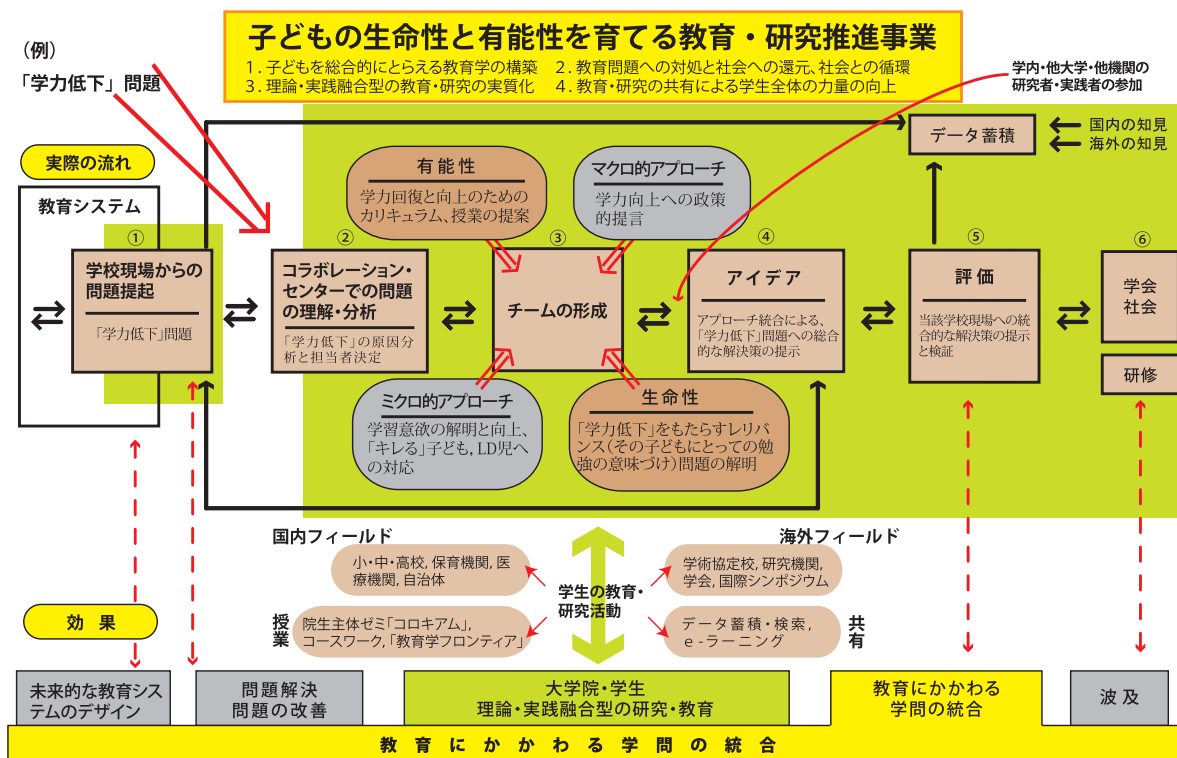 子どもの生命性と有能性を育てる教育・研究推進事業
1．子どもを総合的にとらえる教育学の構築　2．教育問題への対処と社会への還元、社会との循環
3．理論・実践融合型の教育・研究の実質化　4．教育・研究の共有による学生全体の力量の向上
（例）
「学力低下」問題
学内・他大学・他機関の
研究者・実践者の参加
データ蓄積
国内の知見
海外の知見
実際の流れ
教育システム
有能性
学力回復と向上のための
カリキュラム、授業の提案
マクロ的アプローチ
学力向上への政策
的提言
①
学校現場からの
問題提起
「学力低下」問題
②
コラボレーション・
センターでの問題
の理解・分析
「学力低下」の原因分
析と担当者決定
③
チームの形成
④
アイデア
アプローチ統合による、
「学力低下」問題への総合
的な解決策の提示
⑤
評価
当該学校現場への統
合的な解決策の提示
と検証
⑥
学会
社会
研修
ミクロ的アプローチ
学習意欲の解明と向上、
「キレる」子ども，LD児へ
の対応
生命性
「学力低下」をもたらすレリバ
ンス（その子どもにとっての勉
強の意味づけ）問題の解明
国内フィールド
小・中・高校, 保育機関, 医
療機関, 自治体
海外フィールド
学術協定校, 研究機関,
学会, 国際シンポジウム
学生の教育・
研究活動
授業
院生主体ゼミ「コロキアム」,
コースワーク, 「教育学フロンティア」
データ蓄積・検索,
e-ラーニング
共有
効果
未来的な教育シス
テムのデザイン
問題解決
問題の改善
大学院・学生
理論・実践融合型の研究・教育
教育にかかわる
学問の統合
波及
教育にかかわる学問の統合